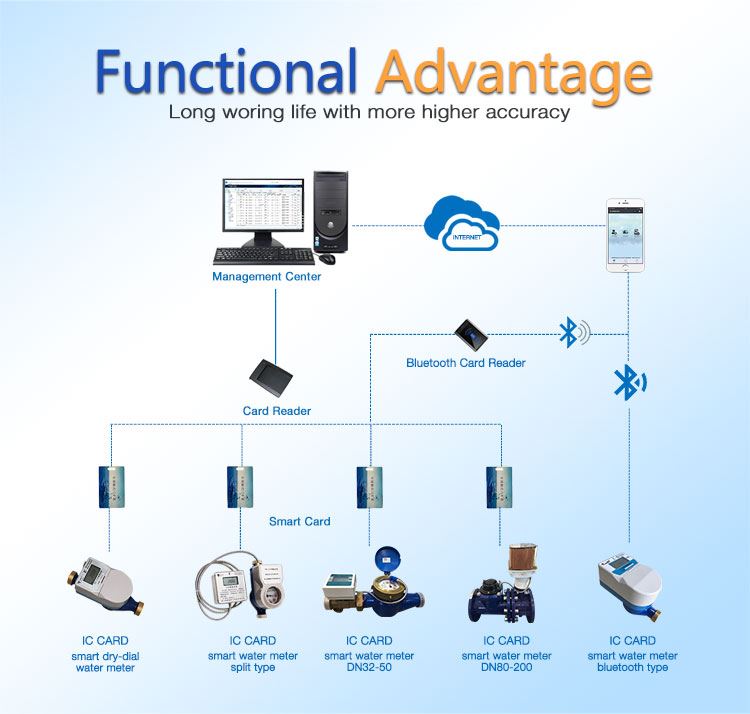 Functional Advantage
Long woring life with more higher accuracy
INTERNET
Management Center
Bluetooth Card Reader
Card Reader
Smart Card
IC CARD
smart dry-dial
water meter
IC CARD
smart water meter
split type
IC CARD
smart water meter
DN32-50
IC CARD
smart water meter
DN80-200
IC CARD
smart water meter
bluetooth type